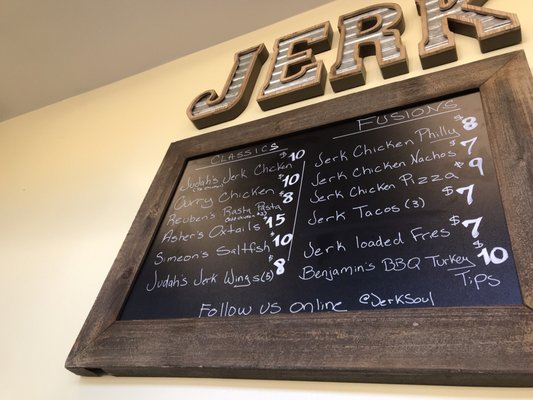 JERK
CLASSICS
Judah's Jerk Chicken $10
Curry Chicken $10
Reuben's Rasta Pasta $8
Asher's Oxtails $15
Simeon's Saltfish $10
Judah's Jerk Wings (5) $8
FUSIONS
Jerk Chicken Philly $8
Jerk Chicken Nachos $7
Jerk Chicken Pizza $9
Jerk Tacos (3) $7
Jerk loaded Fries $7
Benjamin's BBQ Turkey Tips $10
Follow us online @JerkSoul